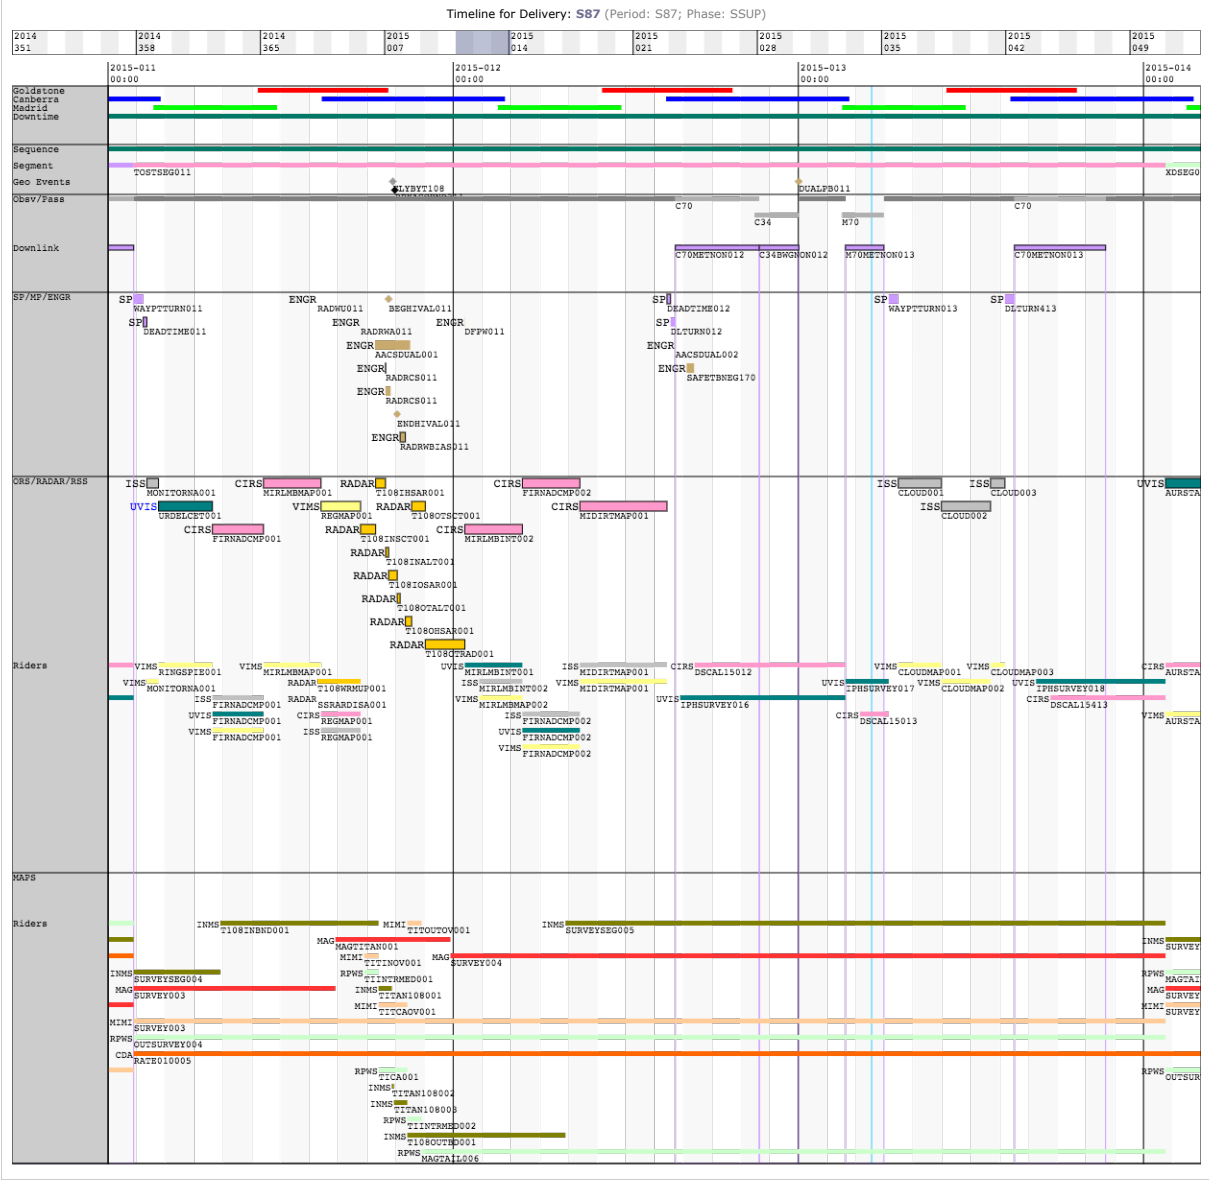 Timeline for Delivery: S87 (Period: S87; Phase: SSUP)
2014 2014 2014 2015 2015 2015 2015 2015 2015 2015
351 358 365 007 014 021 028 035 042 049
2015-011 2015-012 2015-013 2015-014
00:00 00:00 00:00 00:00
Goldstone
Canberra
Madrid
Downtime
Sequence
Segment
TOSTSEG011 XDSEG0
Geo Events
LYBYT108 DUALPB011
Obsv/Pass
C70 C70
C34 M70
Downlink
C70METNON012 C34BWGNON012 M70METNON013 C70METNON013
SP/MP/ENGR SP ENGR SP SP SP
WAYPTTURN011 RADWU011 BEGHIVAL011 DEADTIME012 WAYPTTURN013 DLTURN413
SP ENGR ENGR SP
DEADTIME011 RADRWA011 DFPW011 DLTURN012
ENGR ENGR
AACSDUAL001 AACSDUAL002
ENGR ENGR
RADRCS011 SAFETBNEG170
ENGR
RADRCS011
ENDHIVAL011
ENGR
RADRWBIAS011
ORS/RADAR/RSS ISS CIRS RADAR CIRS ISS ISS UVIS
MONITORNA001 MIRLMBMAP001 T108IHSAR001 FIRNADCMP002 CLOUD001 CLOUD003 AURSTA
UVIS VIMS RADAR CIRS ISS
URDELCET001 REGMAP001 T108OTSCT001 MIDIRTMAP001 CLOUD002
CIRS RADAR CIRS
FIRNADCMP001 T108INSCT001 MIRLMBINT002
RADAR
T108INALT001
RADAR
T108IOSAR001
RADAR
T108OTALT001
RADAR
T108OHSAR001
RADAR
T108OTRAD001
Riders VIMS VIMS UVIS ISS CIRS VIMS VIMS CIRS
RINGSPIE001 MIRLMBMAP001 MIRLMBINT001 MIDIRTMAP001 DSCAL15012 CLOUDMAP001 CLOUDMAP003 AURSTA
VIMS RADAR ISS VIMS UVIS VIMS UVIS
MONITORNA001 T108WRMUP001 MIRLMBINT002 MIDIRTMAP001 IPHSURVEY017 CLOUDMAP002 IPHSURVEY018
ISS RADAR VIMS UVIS CIRS
FIRNADCMP001 SSRARDISA001 MIRLMBMAP002 IPHSURVEY016 DSCAL15413
UVIS CIRS ISS CIRS VIMS
FIRNADCMP001 REGMAP001 FIRNADCMP002 DSCAL15013 AURSTA
VIMS ISS UVIS
FIRNADCMP001 REGMAP001 FIRNADCMP002
VIMS
FIRNADCMP002
MAPS
Riders INMS MIMI INMS
T108INBND001 TITOUTOV001 SURVEYSEG005
MAG INMS
MAGTITAN001 SURVEY
MIMI MAG
TITINOV001 SURVEY004
INMS RPWS RPWS
SURVEYSEG004 TIINTRMED001 MAGTAI
MAG INMS MAG
SURVEY003 TITAN108001 SURVEY
MIMI MIMI
TITCAOV001 SURVEY
MIMI
SURVEY003
RPWS
OUTSURVEY004
CDA
RATE010005
RPWS RPWS
TICA001 OUTSUR
INMS
TITAN108002
INMS
TITAN108003
RPWS
TIINTRMED002
INMS
T108OUTBD001
RPWS
MAGTAIL006